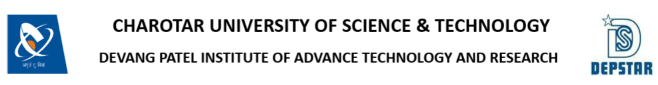 CHAROTAR UNIVERSITY OF SCIENCE & TECHNOLOGY
DEVANG PATEL INSTITUTE OF ADVANCE TECHNOLOGY AND RESEARCH
DEPSTAR